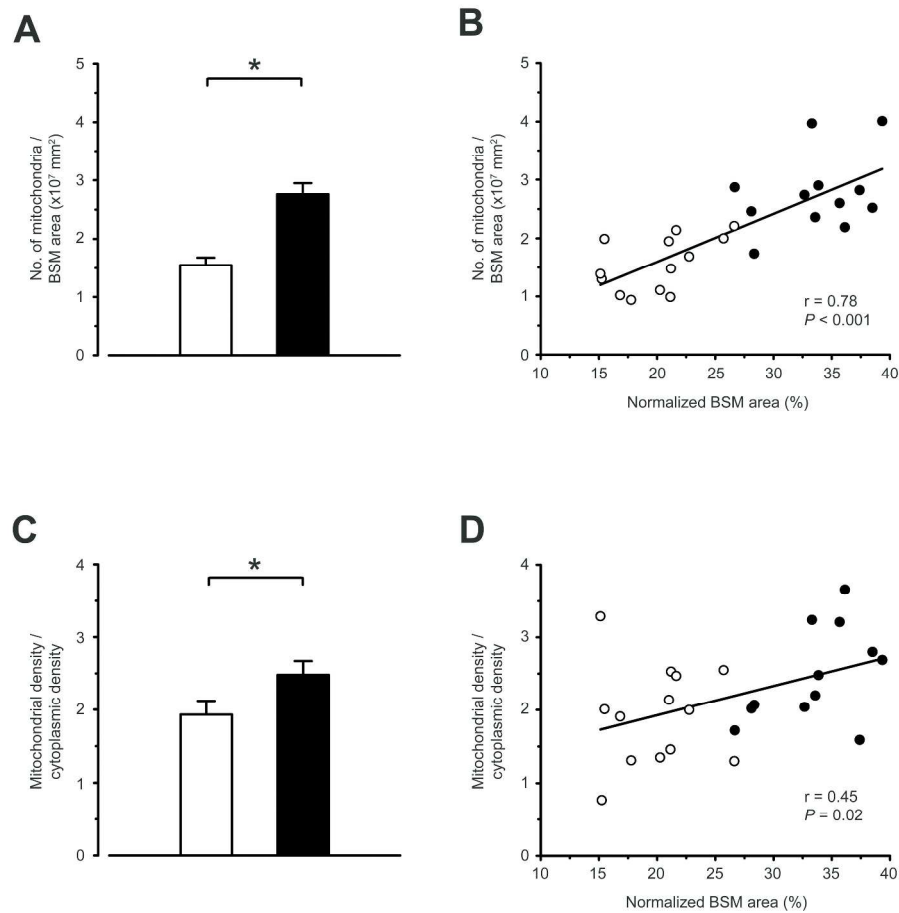 A
No. of mitochondria /
BSM area (x10⁷ mm²)
5
4
3
2
1
0
*
B
No. of mitochondria /
BSM area (x10⁷ mm²)
5
4
3
2
1
0
r = 0.78
P < 0.001
10 15 20 25 30 35 40
Normalized BSM area (%)
C
Mitochondrial density /
cytoplasmic density
4
3
2
1
0
*
D
Mitochondrial density /
cytoplasmic density
4
3
2
1
0
r = 0.45
P = 0.02
10 15 20 25 30 35 40
Normalized BSM area (%)